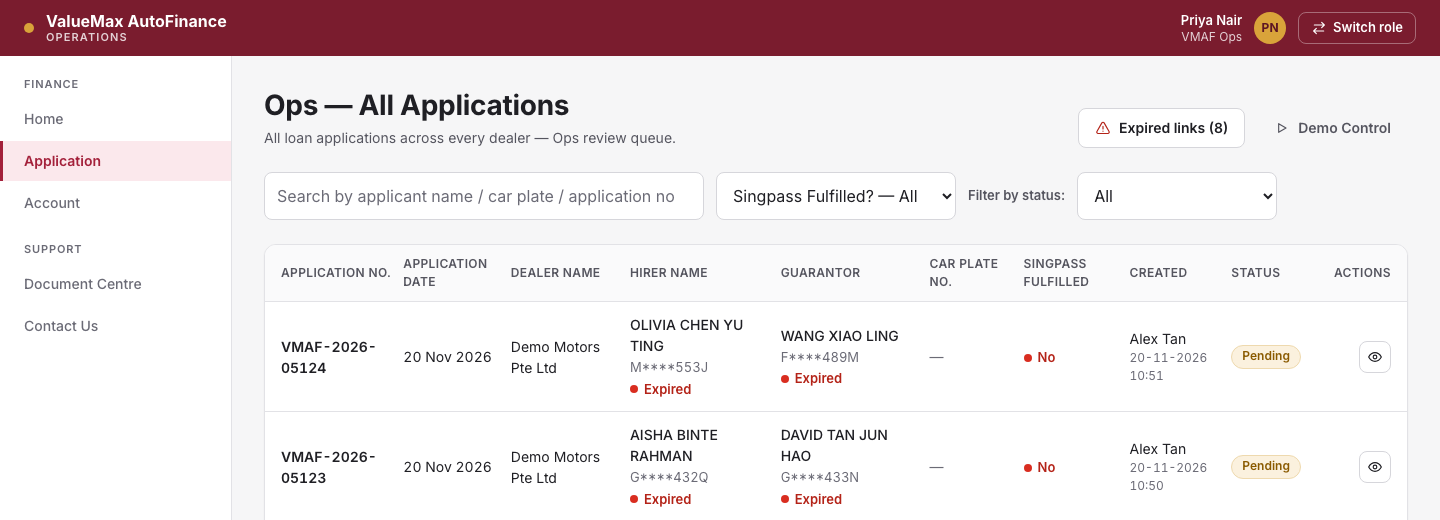 ValueMax AutoFinance
OPERATIONS
Priya Nair
VMAF Ops
PN
Switch role
FINANCE
Home
Application
Account
SUPPORT
Document Centre
Contact Us
Ops — All Applications
All loan applications across every dealer — Ops review queue.
Expired links (8)
Demo Control
Search by applicant name / car plate / application no
Singpass Fulfilled? — All
Filter by status:
All
APPLICATION NO.
APPLICATION
DATE
DEALER NAME
HIRER NAME
GUARANTOR
CAR PLATE
NO.
SINGPASS
FULFILLED
CREATED
STATUS
ACTIONS
VMAF-2026-
05124
20 Nov 2026
Demo Motors
Pte Ltd
OLIVIA CHEN YU
TING
M****553J
Expired
WANG XIAO LING
F****489M
Expired
—
No
Alex Tan
20-11-2026
10:51
Pending
VMAF-2026-
05123
20 Nov 2026
Demo Motors
Pte Ltd
AISHA BINTE
RAHMAN
G****432Q
Expired
DAVID TAN JUN
HAO
G****433N
Expired
—
No
Alex Tan
20-11-2026
10:50
Pending